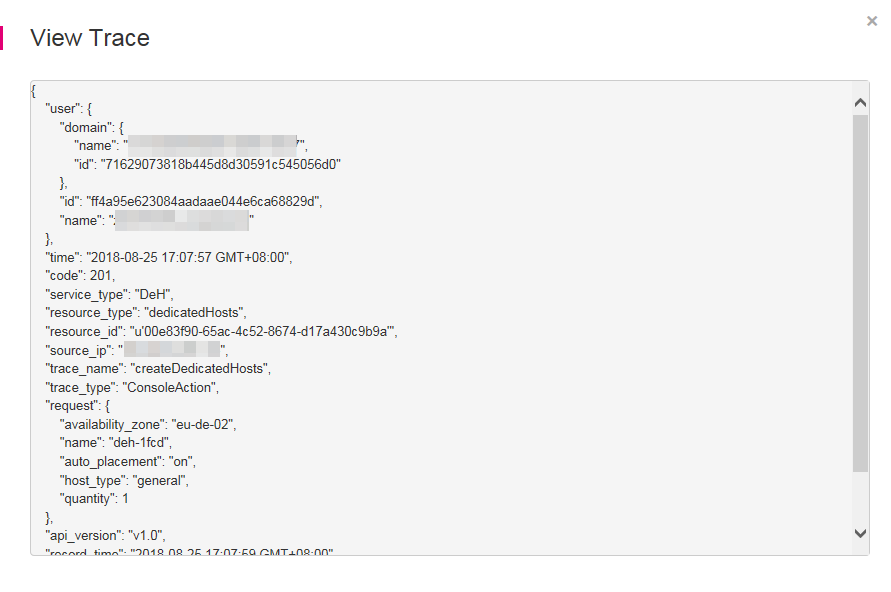 ×
View Trace
{
"user": {
"domain": {
"name": "",
"id": "71629073818b445d8d30591c545056d0"
},
"id": "ff4a95e623084aadaae044e6ca68829d",
"name": ""
},
"time": "2018-08-25 17:07:57 GMT+08:00",
"code": 201,
"service_type": "DeH",
"resource_type": "dedicatedHosts",
"resource_id": "u'00e83f90-65ac-4c52-8674-d17a430c9b9a'",
"source_ip": "",
"trace_name": "createDedicatedHosts",
"trace_type": "ConsoleAction",
"request": {
"availability_zone": "eu-de-02",
"name": "deh-1fcd",
"auto_placement": "on",
"host_type": "general",
"quantity": 1
},
"api_version": "v1.0",
"record_time": "2018-08-25 17:07:59 GMT+08:00"